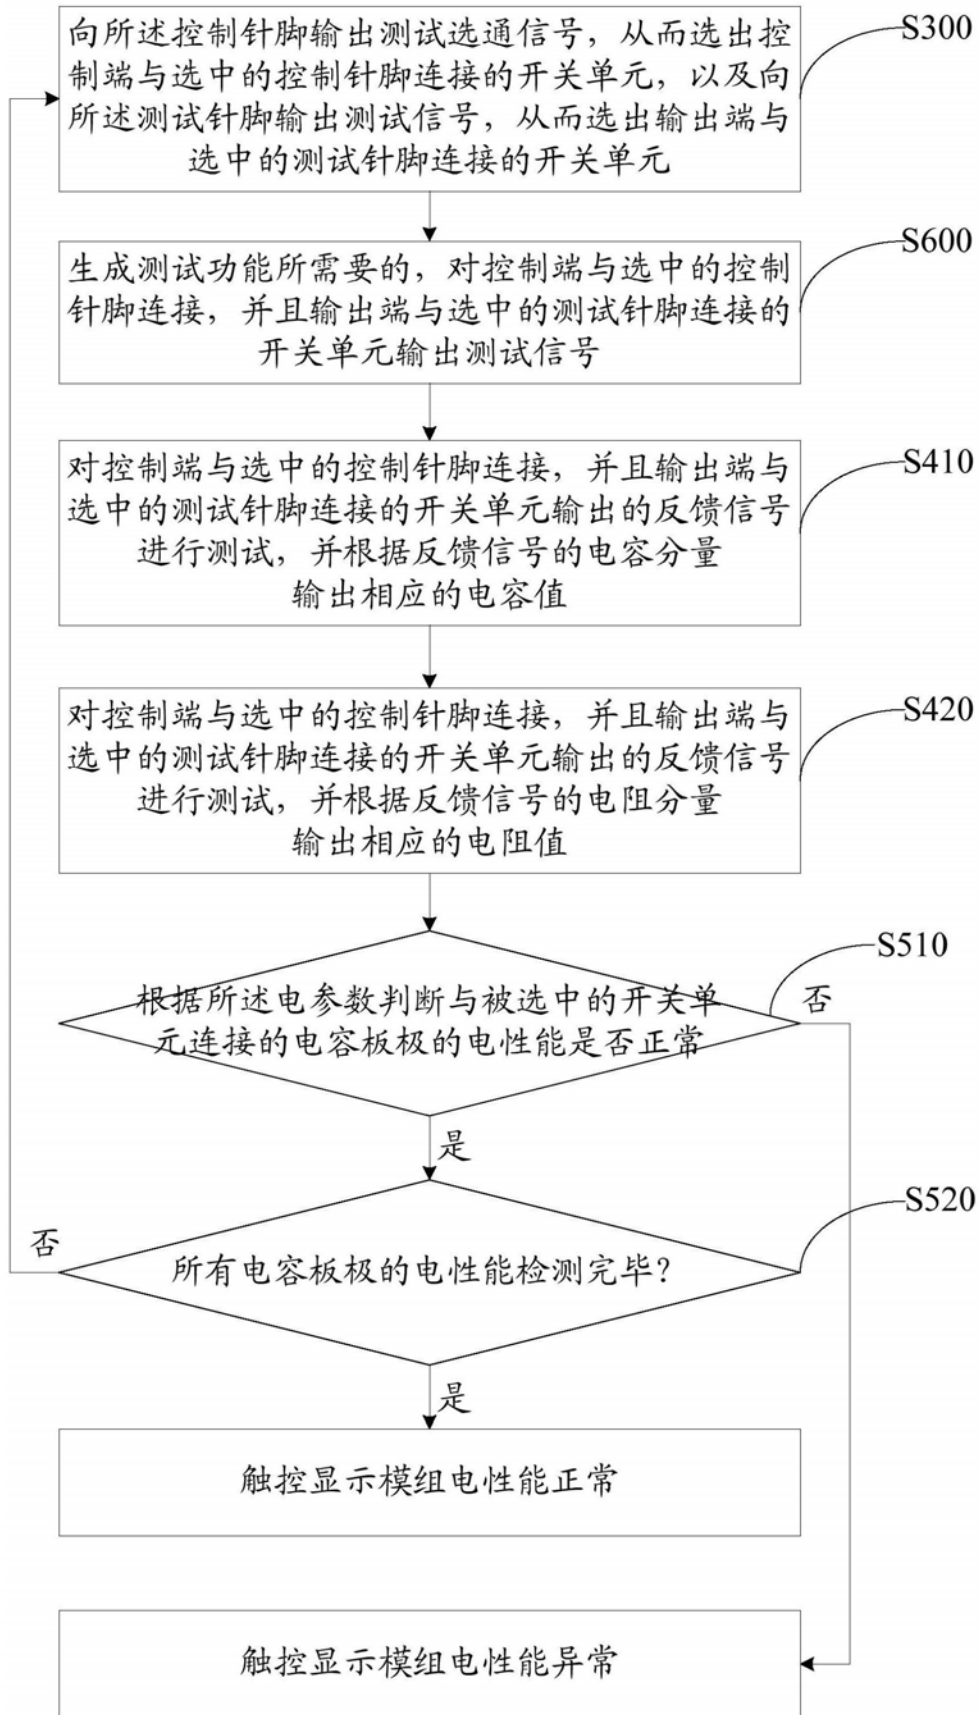 向所述控制针脚输出测试选通信号，从而选出控
制端与选中的控制针脚连接的开关单元，以及向
所述测试针脚输出测试信号，从而选出输出端与
选中的测试针脚连接的开关单元
S300
生成测试功能所需要的，对控制端与选中的控制
针脚连接，并且输出端与选中的测试针脚连接的
开关单元输出测试信号
S600
对控制端与选中的控制针脚连接，并且输出端与
选中的测试针脚连接的开关单元输出的反馈信号
进行测试，并根据反馈信号的电容分量
输出相应的电容值
S410
对控制端与选中的控制针脚连接，并且输出端与
选中的测试针脚连接的开关单元输出的反馈信号
进行测试，并根据反馈信号的电阻分量
输出相应的电阻值
S420
根据所述电参数判断与被选中的开关单
元连接的电容板极的电性能是否正常
S510
否
是
所有电容板极的电性能检测完毕？
S520
否
是
触控显示模组电性能正常
触控显示模组电性能异常